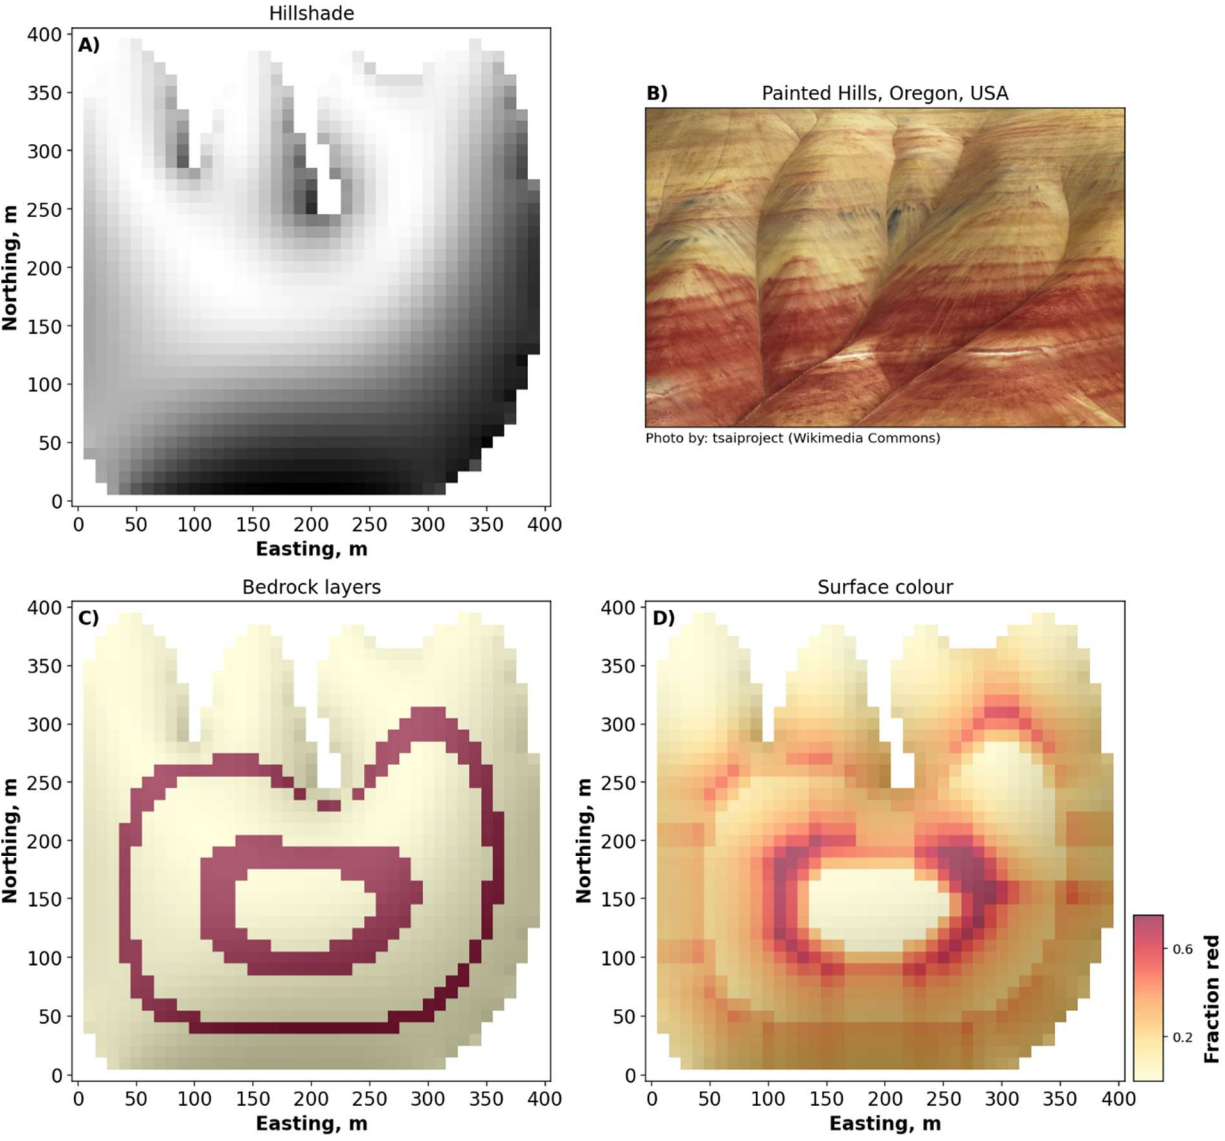 Hillshade
A)
400
350
300
250
200
150
100
50
0
Northing, m
0 50 100 150 200 250 300 350 400
Easting, m
B)
Painted Hills, Oregon, USA
Photo by: tsaiproject (Wikimedia Commons)
Bedrock layers
C)
400
350
300
250
200
150
100
50
0
Northing, m
0 50 100 150 200 250 300 350 400
Easting, m
Surface colour
D)
400
350
300
250
200
150
100
50
0
Northing, m
0 50 100 150 200 250 300 350 400
Easting, m
0.6
0.2
Fraction red